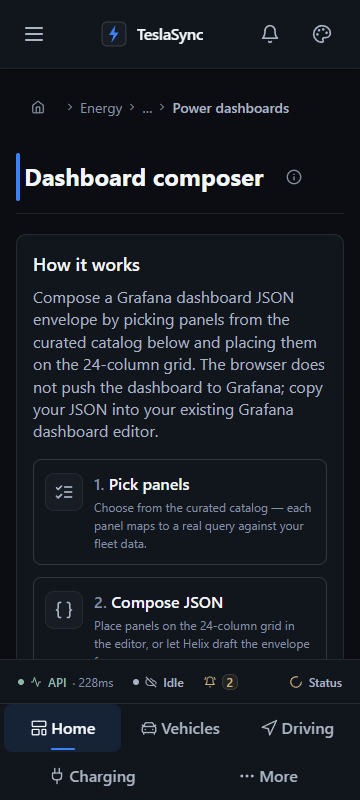 TeslaSync
Energy
...
Power dashboards
Dashboard composer
How it works
Compose a Grafana dashboard JSON
envelope by picking panels from the
curated catalog below and placing them
on the 24-column grid. The browser does
not push the dashboard to Grafana; copy
your JSON into your existing Grafana
dashboard editor.
1. Pick panels
Choose from the curated catalog — each
panel maps to a real query against your
fleet data.
2. Compose JSON
Place panels on the 24-column grid in
the editor, or let Helix draft the envelope
API · 228ms
Idle
2
Status
Home
Vehicles
Driving
Charging
More